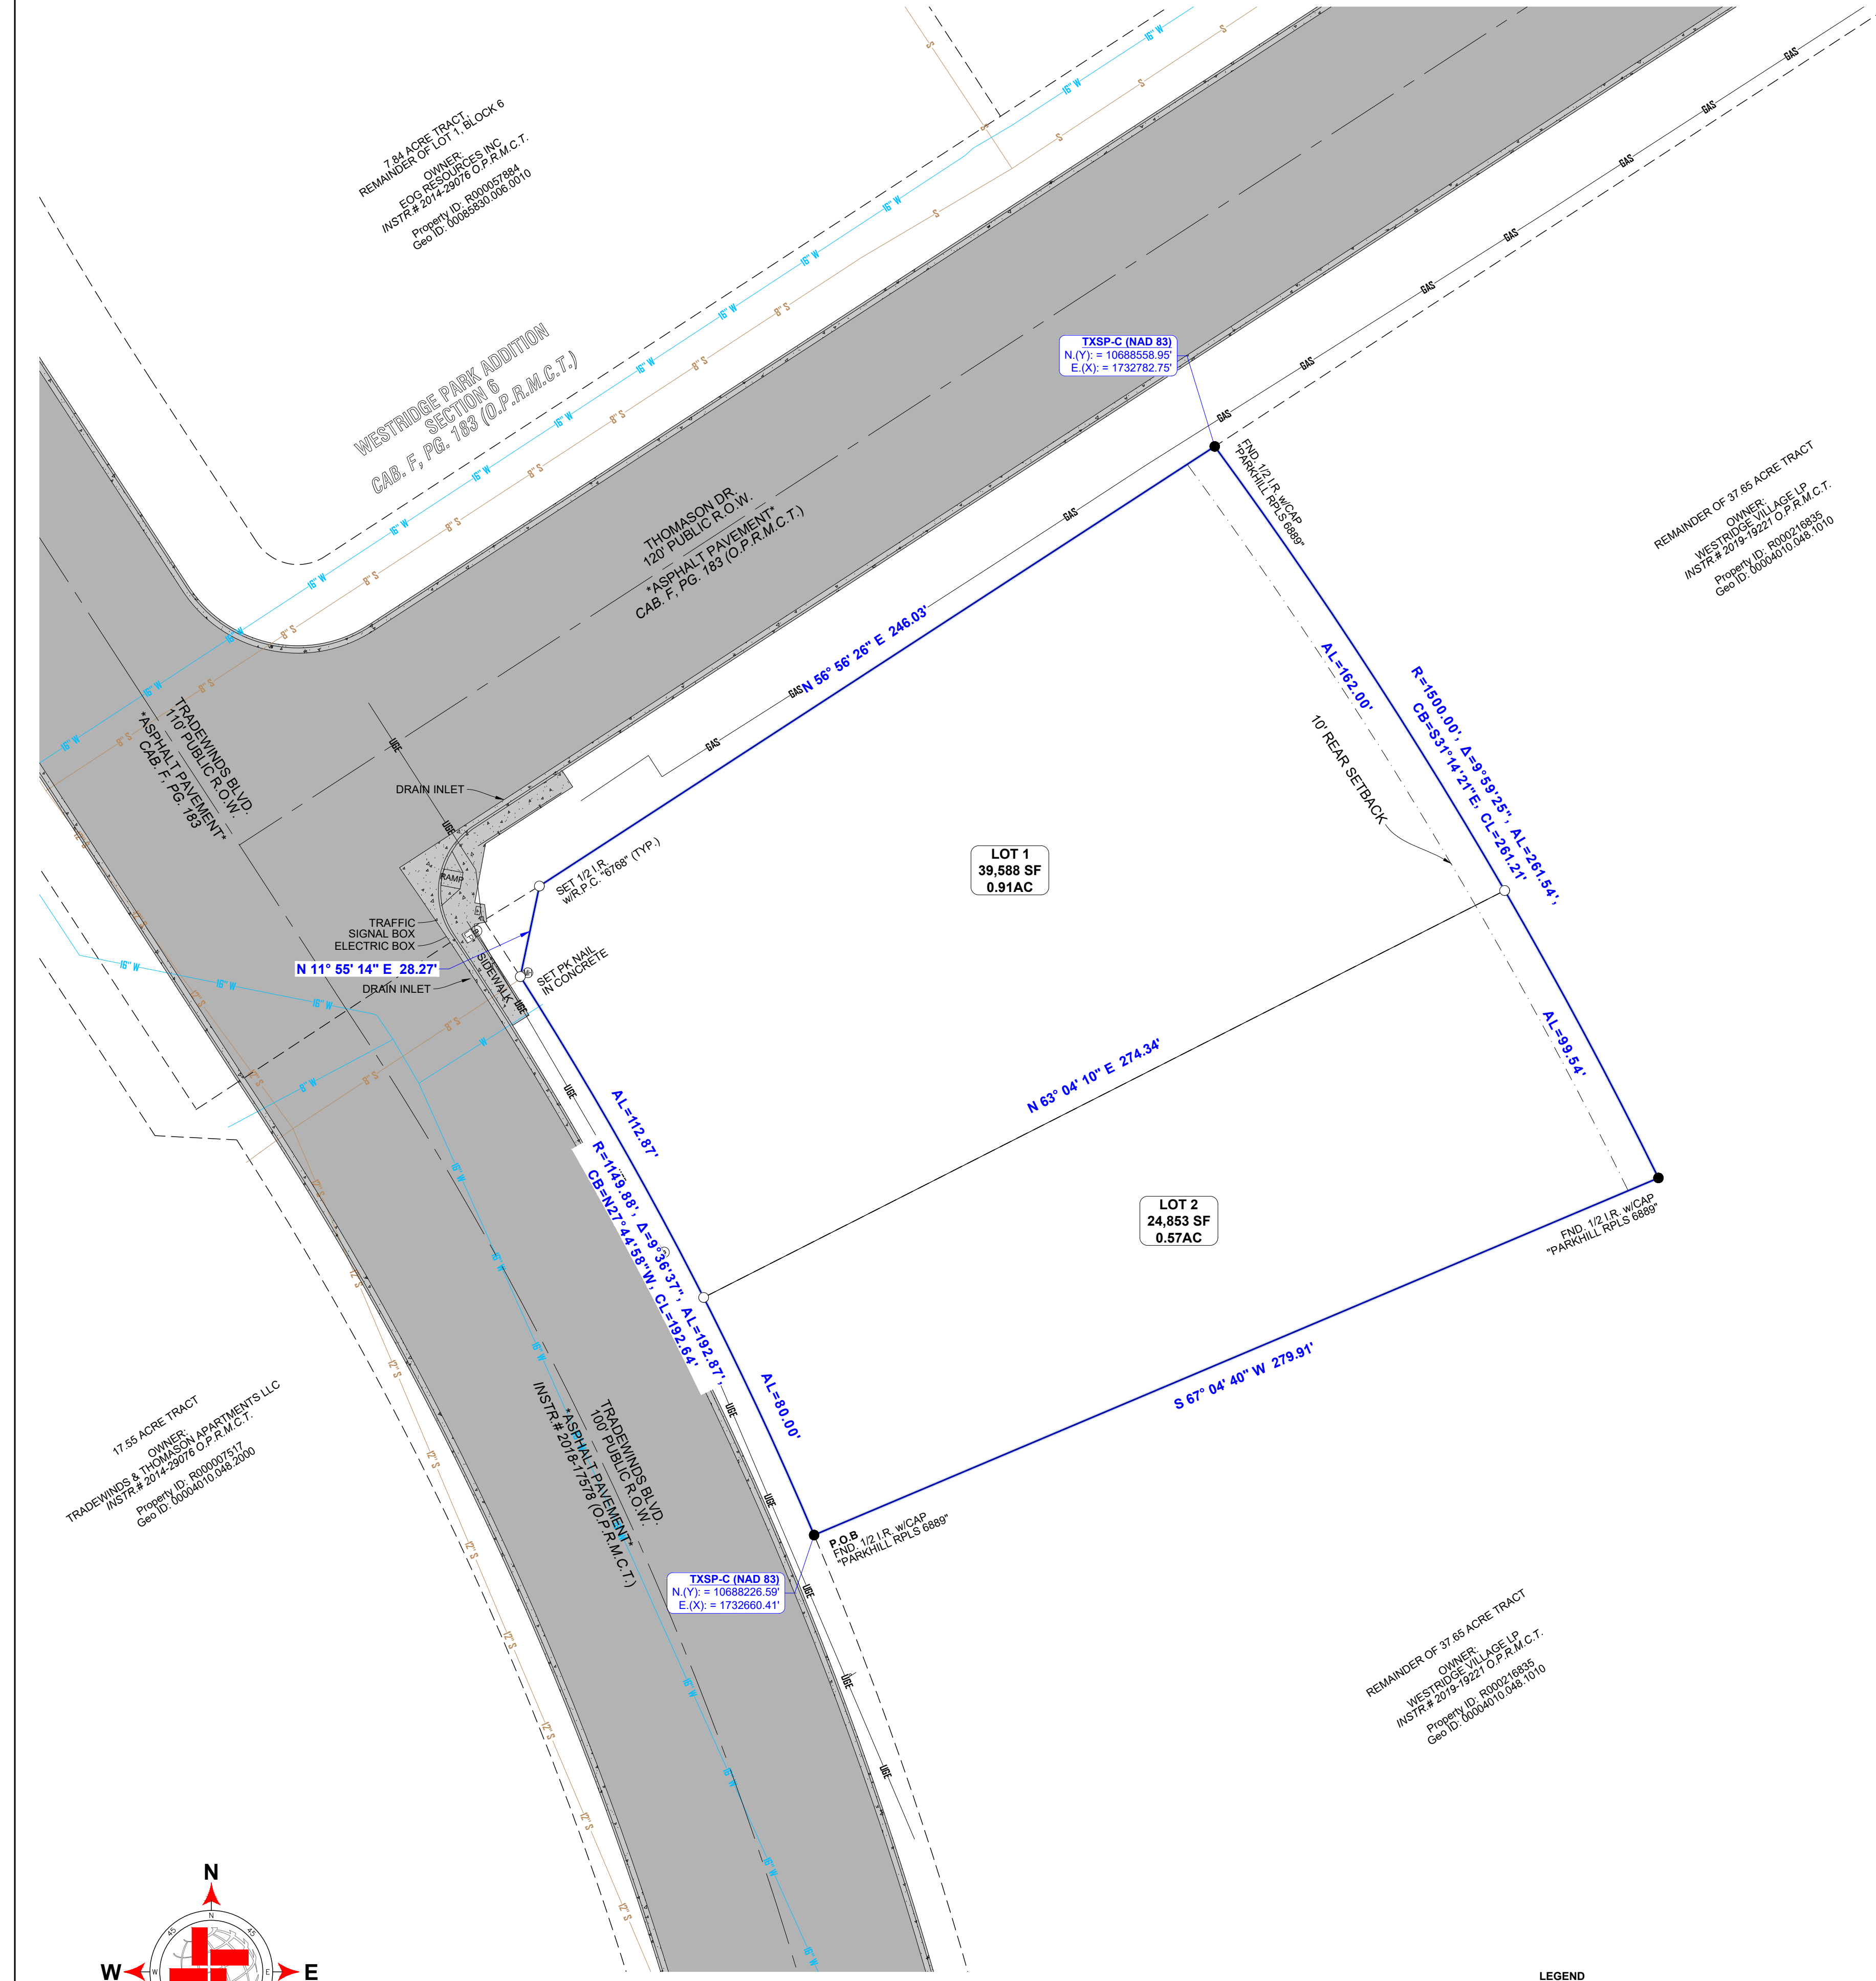 7.84 ACRE TRACT,
REMAINDER OF LOT 1, BLOCK 6
OWNER:
EOG RESOURCES INC
INSTR.# 2014-29076 O.P.R.M.C.T.
Property ID: R000057884
Geo ID: 00085830.006.0010
WESTRIDGE PARK ADDITION
SECTION 6
CAB. F, PG. 183 (O.P.R.M.C.T.)
THOMASON DR.
120' PUBLIC R.O.W.
*ASPHALT PAVEMENT*
CAB. F, PG. 183 (O.P.R.M.C.T.)
TXSP-C (NAD 83)
N.(Y): = 10688558.95'
E.(X): = 1732782.75'
FND. 1/2 I.R. w/CAP
"PARKHILL RPLS 6889"
REMAINDER OF 37.65 ACRE TRACT
OWNER:
WESTRIDGE VILLAGE LP
INSTR.# 2019-19221 O.P.R.M.C.T.
Property ID: R000216835
Geo ID: 00004010.048.1010
N 56° 56' 26" E 246.03'
AL=162.00'
R=1500.00', Δ=9°59'25", AL=261.54',
CB=S31°14'21"E, CL=261.21'
10' REAR SETBACK
TRADEWINDS BLVD.
110' PUBLIC R.O.W.
*ASPHALT PAVEMENT*
CAB. F, PG. 183
DRAIN INLET
RAMP
TRAFFIC
SIGNAL BOX
ELECTRIC BOX
N 11° 55' 14" E 28.27'
DRAIN INLET
SIDEWALK
SET 1/2 I.R.
w/R.P.C. "6768" (TYP.)
SET PK NAIL
IN CONCRETE
LOT 1
39,588 SF
0.91AC
AL=99.54'
N 63° 04' 10" E 274.34'
AL=112.87'
R=1149.88', Δ=9°36'37", AL=192.87',
CB=N27°44'58"W, CL=192.64'
LOT 2
24,853 SF
0.57AC
FND. 1/2 I.R. w/CAP
"PARKHILL RPLS 6889"
AL=80.00'
S 67° 04' 40" W 279.91'
17.55 ACRE TRACT
OWNER:
TRADEWINDS & THOMASON APARTMENTS LLC
INSTR.# 2014-29076 O.P.R.M.C.T.
Property ID: R000007517
Geo ID: 00004010.048.2000
TRADEWINDS BLVD.
100' PUBLIC R.O.W.
*ASPHALT PAVEMENT*
INSTR.# 2018-17578 (O.P.R.M.C.T.)
P.O.B
FND. 1/2 I.R. w/CAP
"PARKHILL RPLS 6889"
TXSP-C (NAD 83)
N.(Y): = 10688226.59'
E.(X): = 1732660.41'
REMAINDER OF 37.65 ACRE TRACT
OWNER:
WESTRIDGE VILLAGE LP
INSTR.# 2019-19221 O.P.R.M.C.T.
Property ID: R000216835
Geo ID: 00004010.048.1010
16" W
8" S
12" S
S
W
GAS
UGE
N
N
45
45
W
W
E
E
LEGEND